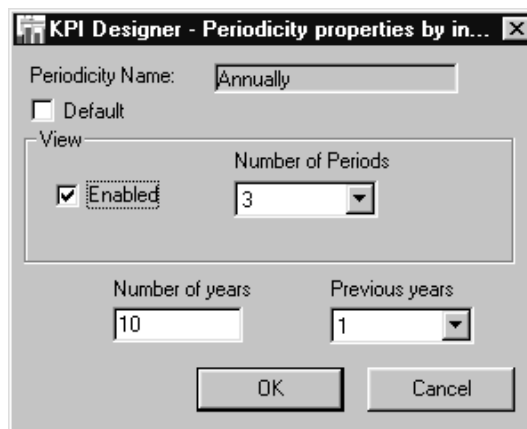 KPI Designer - Periodicity properties by in...
Periodicity Name: Annually
Default
View
Number of Periods
Enabled 3
Number of years Previous years
10 1
OK Cancel